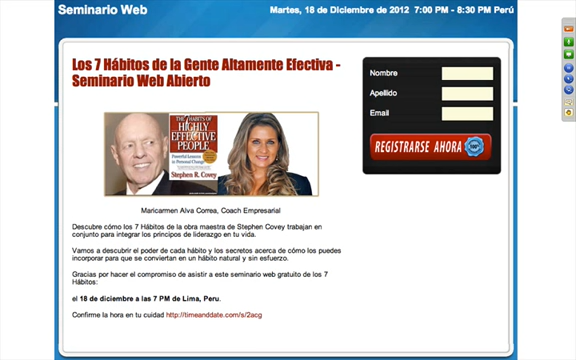 Seminario Web
Martes, 18 de Diciembre de 2012 7:00 PM - 8:30 PM Perú
Los 7 Hábitos de la Gente Altamente Efectiva -
Seminario Web Abierto
THE 7 HABITS OF
HIGHLY
EFFECTIVE
PEOPLE
Powerful Lessons
in Personal Change
Stephen R. Covey
Maricarmen Alva Correa, Coach Empresarial
Descubre cómo los 7 Hábitos de la obra maestra de Stephen Covey trabajan en
conjunto para integrar los principios de liderazgo en tu vida.
Vamos a descubrir el poder de cada hábito y los secretos acerca de cómo los puedes
incorporar para que se conviertan en un hábito natural y sin esfuerzo.
Gracias por hacer el compromiso de asistir a este seminario web gratuito de los 7
Hábitos:
el 18 de diciembre a las 7 PM de Lima, Peru.
Confirme la hora en tu cuidad http://timeanddate.com/s/2acg
Nombre
Apellido
Email
REGISTRARSE AHORA